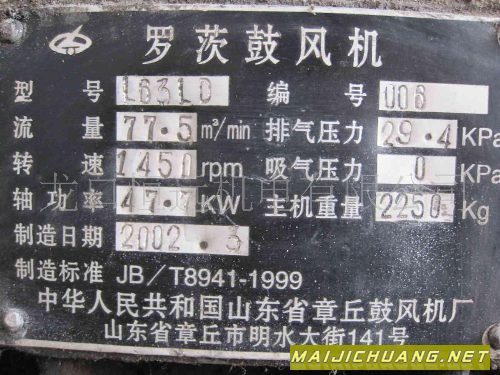 罗茨鼓风机
型号 L63LD 编号 006
流量 77.5 m³/min 排气压力 29.4 KPa
转速 1450 rpm 吸气压力 0 KPa
轴功率 47.7 KW 主机重量 2250 Kg
制造日期 2002.3
制造标准 JB/T8941-1999
中华人民共和国山东省章丘鼓风机厂
山东省章丘市明水大街141号
MAIJICHUANG.NET